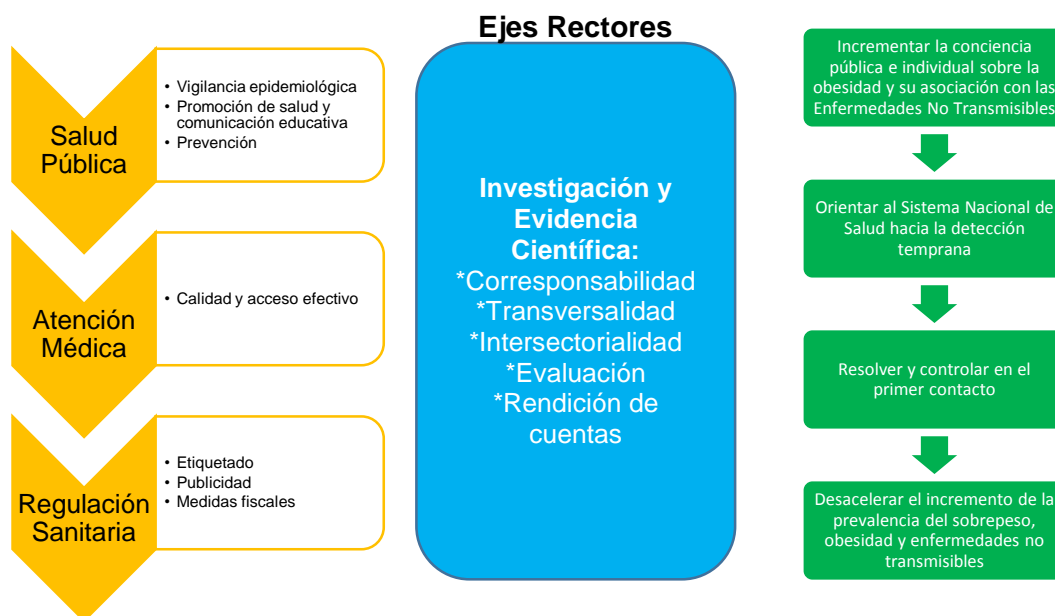 Ejes Rectores
Salud
Pública
• Vigilancia epidemiológica
• Promoción de salud y
comunicación educativa
• Prevención
Atención
Médica
• Calidad y acceso efectivo
Regulación
Sanitaria
• Etiquetado
• Publicidad
• Medidas fiscales
Investigación y
Evidencia
Científica:
*Corresponsabilidad
*Transversalidad
*Intersectorialidad
*Evaluación
*Rendición de
cuentas
Incrementar la conciencia
pública e individual sobre la
obesidad y su asociación con las
Enfermedades No Transmisibles
Orientar al Sistema Nacional de
Salud hacia la detección
temprana
Resolver y controlar en el
primer contacto
Desacelerar el incremento de la
prevalencia del sobrepeso,
obesidad y enfermedades no
transmisibles